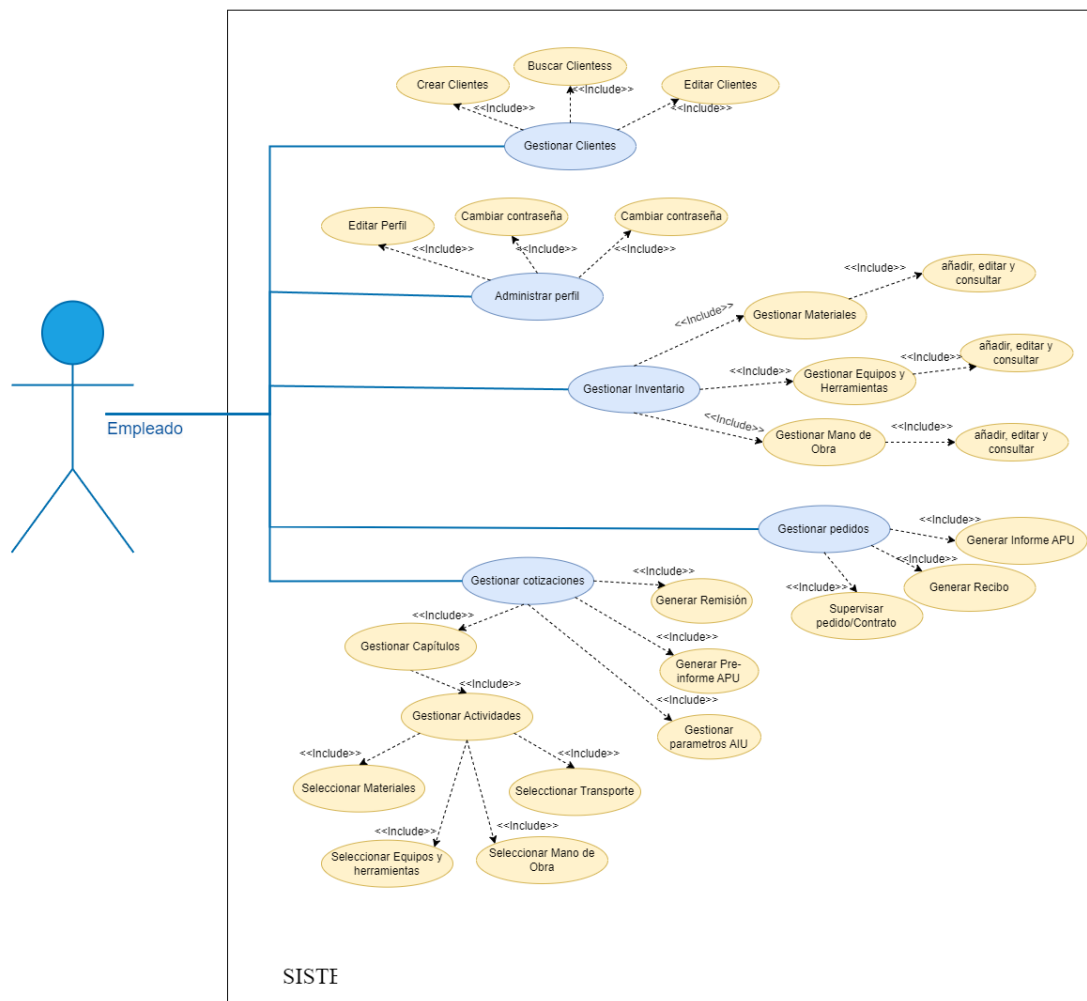 Buscar Clientess
Crear Clientes
<<Include>>
Editar Clientes
<<Include>>
<<Include>>
Gestionar Clientes
Editar Perfil
Cambiar contraseña
Cambiar contraseña
<<Include>>
<<Include>>
<<Include>>
Administrar perfil
<<Include>>
añadir, editar y
consultar
<<Include>>
Gestionar Materiales
<<Include>>
añadir, editar y
consultar
<<Include>>
Gestionar Equipos y
Herramientas
Gestionar Inventario
<<Include>>
Gestionar Mano de
Obra
<<Include>>
añadir, editar y
consultar
Empleado
Gestionar pedidos
<<Include>>
Generar Informe APU
<<Include>>
Generar Recibo
<<Include>>
Supervisar
pedido/Contrato
Gestionar cotizaciones
<<Include>>
Generar Remisión
<<Include>>
Gestionar Capítulos
<<Include>>
Generar Pre-
informe APU
<<Include>>
Gestionar Actividades
<<Include>>
Gestionar
parametros AIU
<<Include>>
Seleccionar Materiales
<<Include>>
Selecctionar Transporte
<<Include>>
Seleccionar Equipos y
herramientas
<<Include>>
Seleccionar Mano de
Obra
SISTE